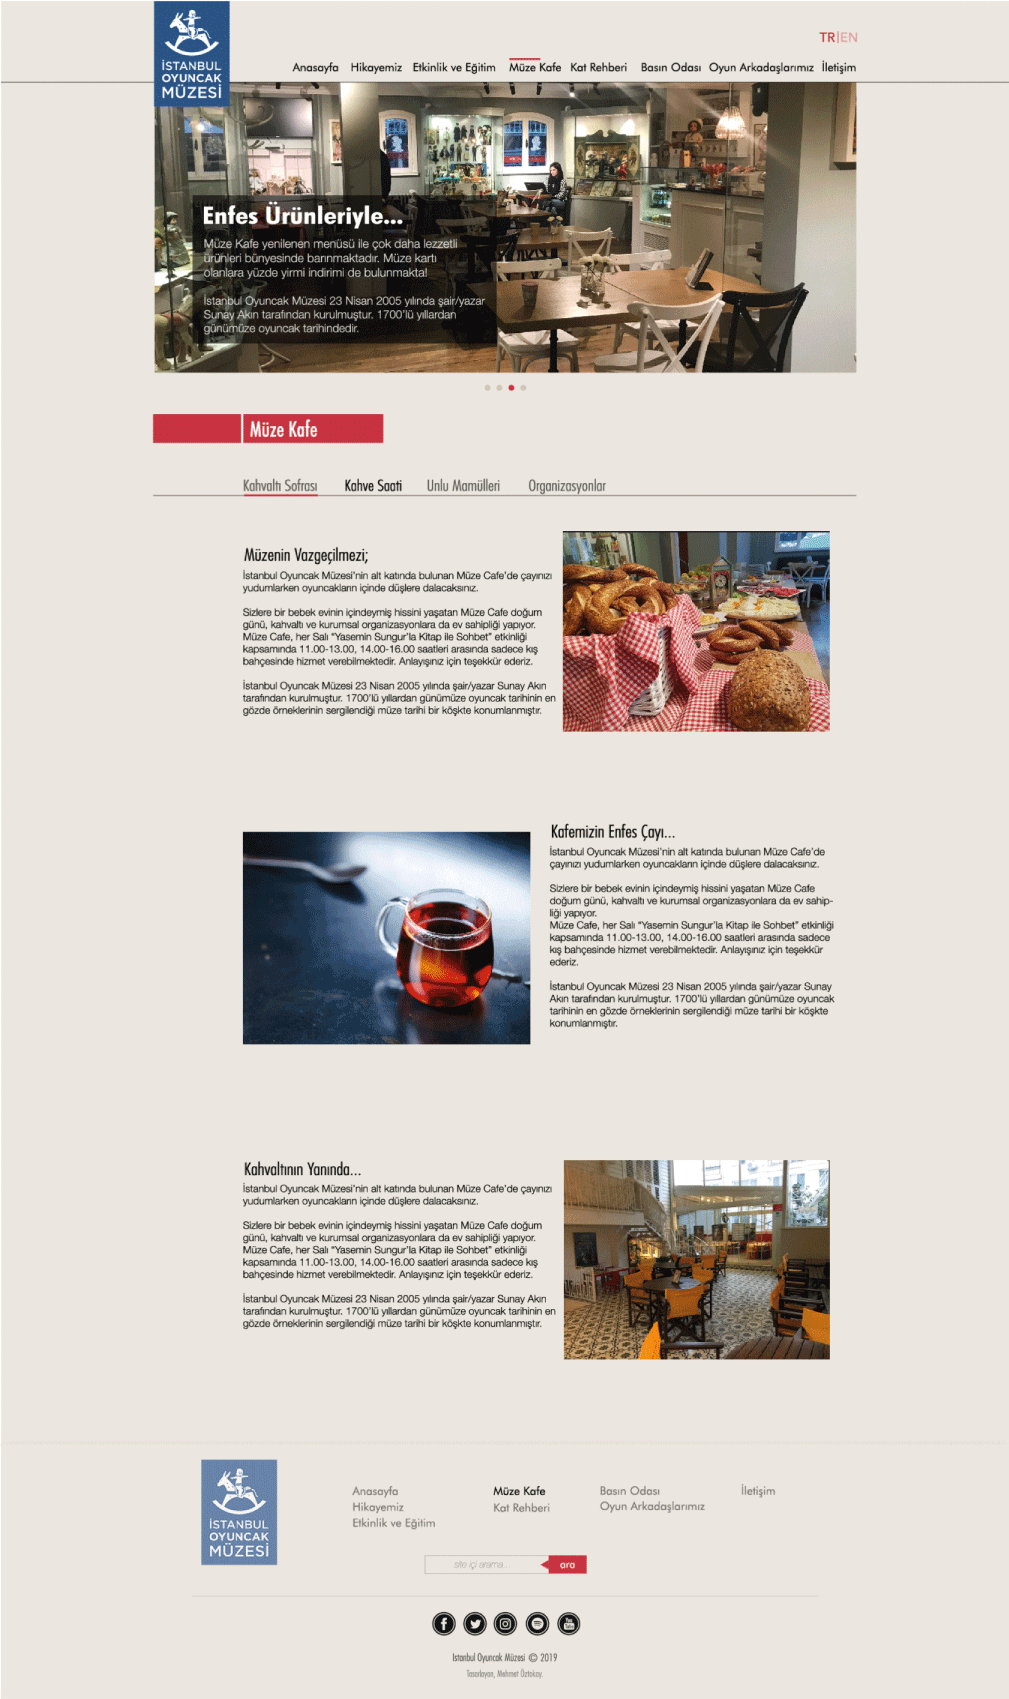 İSTANBUL
OYUNCAK
MÜZESİ
TR|EN
Anasayfa Hikayemiz Etkinlik ve Eğitim Müze Kafe Kat Rehberi Basın Odası Oyun Arkadaşlarımız İletişim
Enfes Ürünleriyle...
Müze Kafe yenilenen menüsü ile çok daha lezzetli
ürünleri bünyesinde barınmaktadır. Müze kartı
olanlara yüzde yirmi indirimi de bulunmakta!
İstanbul Oyuncak Müzesi 23 Nisan 2005 yılında şair/yazar
Sunay Akın tarafından kurulmuştur. 1700'lü yıllardan
günümüze oyuncak tarihindedir.
Müze Kafe
Kahvaltı Sofrası Kahve Saati Unlu Mamülleri Organizasyonlar
Müzenin Vazgeçilmezi;
İstanbul Oyuncak Müzesi'nin alt katında bulunan Müze Cafe'de çayınızı
yudumlarken oyuncakların içinde düşlere dalacaksınız.
Sizlere bir bebek evinin içindeymiş hissini yaşatan Müze Cafe doğum
günü, kahvaltı ve kurumsal organizasyonlara da ev sahipliği yapıyor.
Müze Cafe, her Salı "Yasemin Sungur'la Kitap ile Sohbet" etkinliği
kapsamında 11.00-13.00, 14.00-16.00 saatleri arasında sadece kış
bahçesinde hizmet verebilmektedir. Anlayışınız için teşekkür ederiz.
İstanbul Oyuncak Müzesi 23 Nisan 2005 yılında şair/yazar Sunay Akın
tarafından kurulmuştur. 1700'lü yıllardan günümüze oyuncak tarihinin en
gözde örneklerinin sergilendiği müze tarihi bir köşkte konumlanmıştır.
Kafemizin Enfes Çayı...
İstanbul Oyuncak Müzesi'nin alt katında bulunan Müze Cafe'de
çayınızı yudumlarken oyuncakların içinde düşlere dalacaksınız.
Sizlere bir bebek evinin içindeymiş hissini yaşatan Müze Cafe
doğum günü, kahvaltı ve kurumsal organizasyonlara da ev sahip-
liği yapıyor.
Müze Cafe, her Salı "Yasemin Sungur'la Kitap ile Sohbet" etkinliği
kapsamında 11.00-13.00, 14.00-16.00 saatleri arasında sadece
kış bahçesinde hizmet verebilmektedir. Anlayışınız için teşekkür
ederiz.
İstanbul Oyuncak Müzesi 23 Nisan 2005 yılında şair/yazar Sunay
Akın tarafından kurulmuştur. 1700'lü yıllardan günümüze oyuncak
tarihinin en gözde örneklerinin sergilendiği müze tarihi bir köşkte
konumlanmıştır.
Kahvaltının Yanında...
İstanbul Oyuncak Müzesi'nin alt katında bulunan Müze Cafe'de çayınızı
yudumlarken oyuncakların içinde düşlere dalacaksınız.
Sizlere bir bebek evinin içindeymiş hissini yaşatan Müze Cafe doğum
günü, kahvaltı ve kurumsal organizasyonlara da ev sahipliği yapıyor.
Müze Cafe, her Salı "Yasemin Sungur'la Kitap ile Sohbet" etkinliği
kapsamında 11.00-13.00, 14.00-16.00 saatleri arasında sadece kış
bahçesinde hizmet verebilmektedir. Anlayışınız için teşekkür ederiz.
İstanbul Oyuncak Müzesi 23 Nisan 2005 yılında şair/yazar Sunay Akın
tarafından kurulmuştur. 1700'lü yıllardan günümüze oyuncak tarihinin en
gözde örneklerinin sergilendiği müze tarihi bir köşkte konumlanmıştır.
İSTANBUL
OYUNCAK
MÜZESİ
Anasayfa
Hikayemiz
Etkinlik ve Eğitim
Müze Kafe
Kat Rehberi
Basın Odası
Oyun Arkadaşlarımız
İletişim
site içi arama... ara
You Tube
İstanbul Oyuncak Müzesi © 2019
Tasarlayan, Mehmet Öztokay.